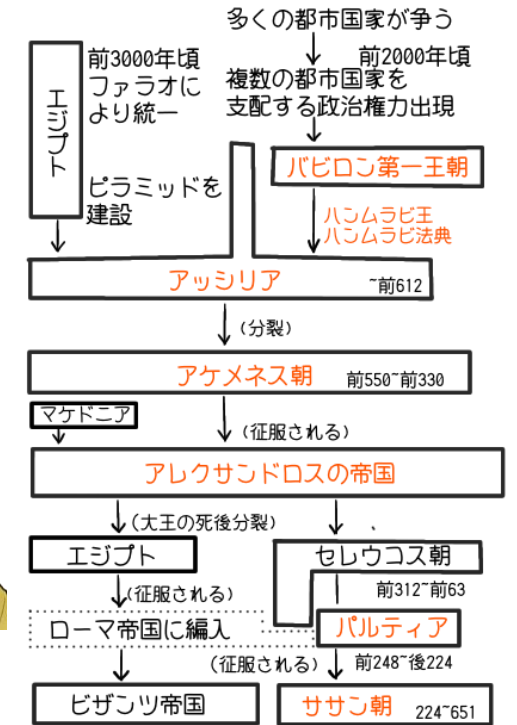 多くの都市国家が争う
前3000年頃
ファラオに
より統一
エジプト
前2000年頃
複数の都市国家を
支配する政治権力出現
バビロン第一王朝
ピラミッドを
建設
ハンムラビ王
ハンムラビ法典
アッシリア ~前612
(分裂)
アケメネス朝 前550~前330
マケドニア
(征服される)
アレクサンドロスの帝国
(大王の死後分裂)
エジプト
セレウコス朝
前312~前63
(征服される)
ローマ帝国に編入
パルティア
(征服される)
前248~後224
ビザンツ帝国
ササン朝 224~651